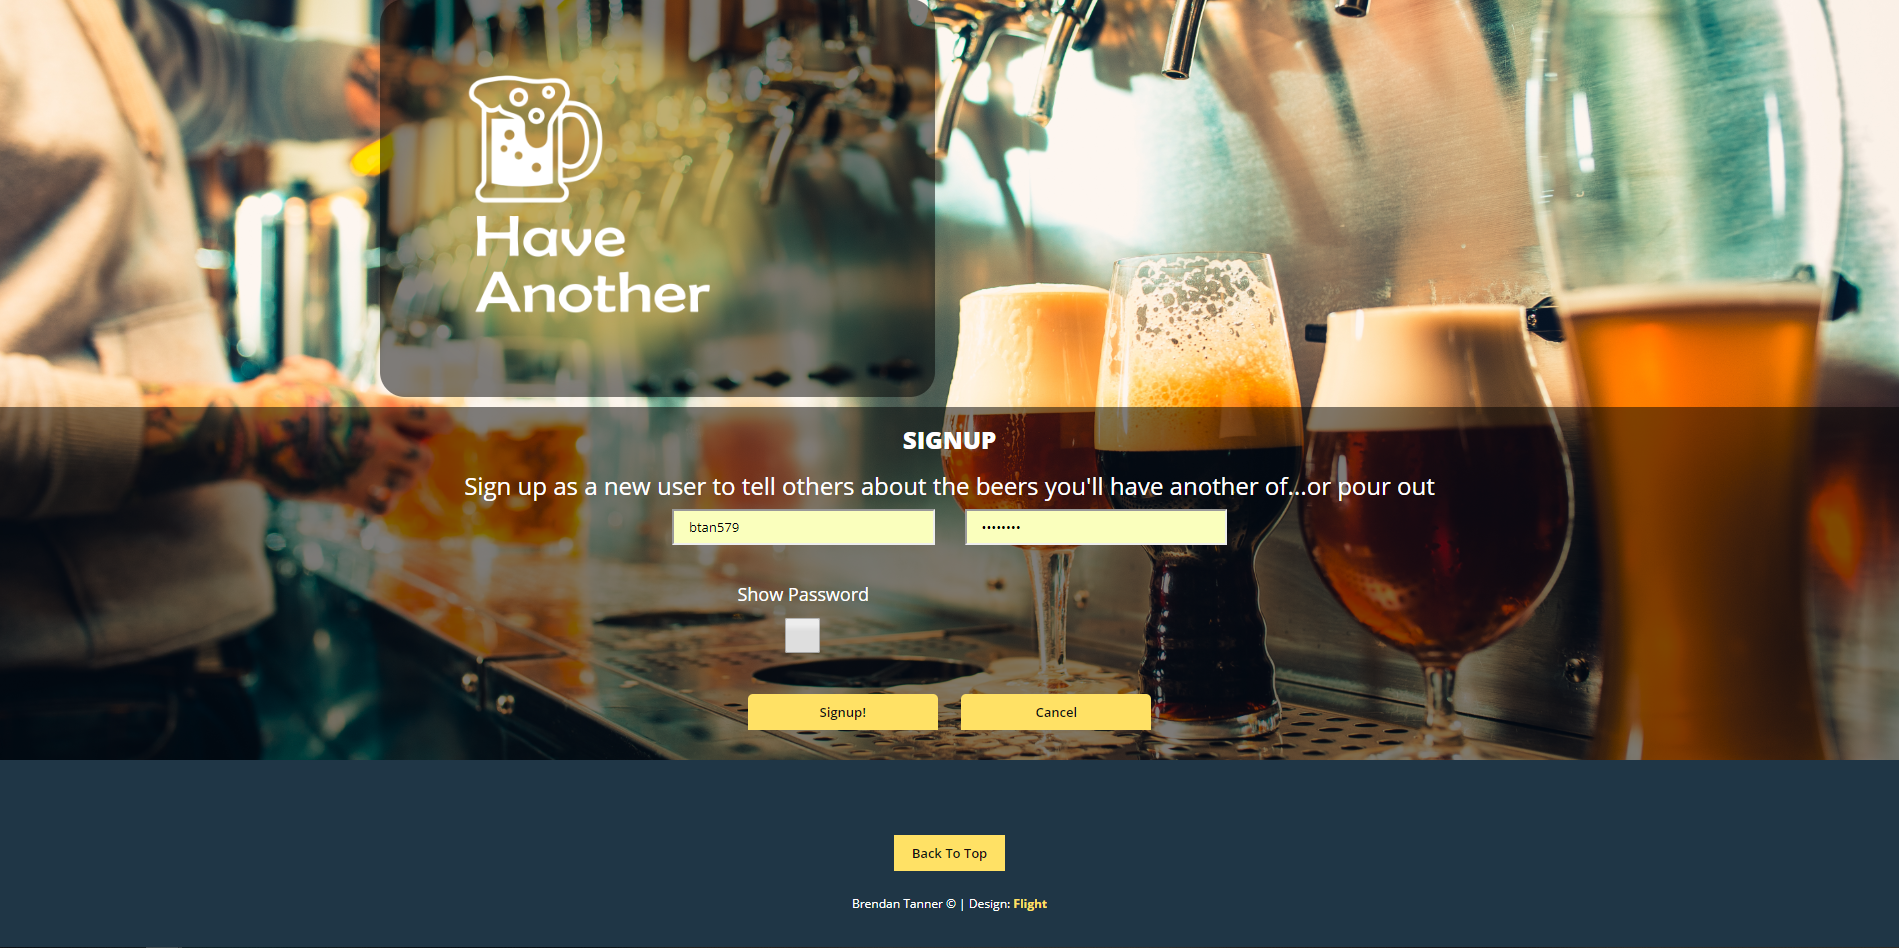 Have
Another
SIGNUP
Sign up as a new user to tell others about the beers you'll have another of...or pour out
btan579
••••••••
Show Password
Signup!
Cancel
Back To Top
Brendan Tanner © | Design: Flight